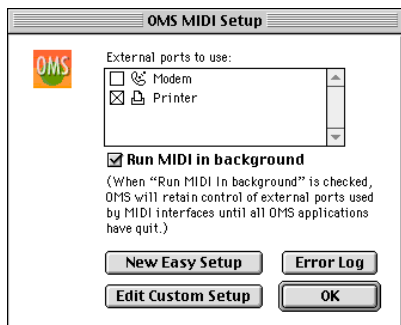 OMS MIDI Setup
OMS
External ports to use:
Modem
Printer
Run MIDI in background
(When “Run MIDI In background” is checked,
OMS will retain control of external ports used
by MIDI interfaces until all OMS applications
have quit.)
New Easy Setup
Error Log
Edit Custom Setup
OK